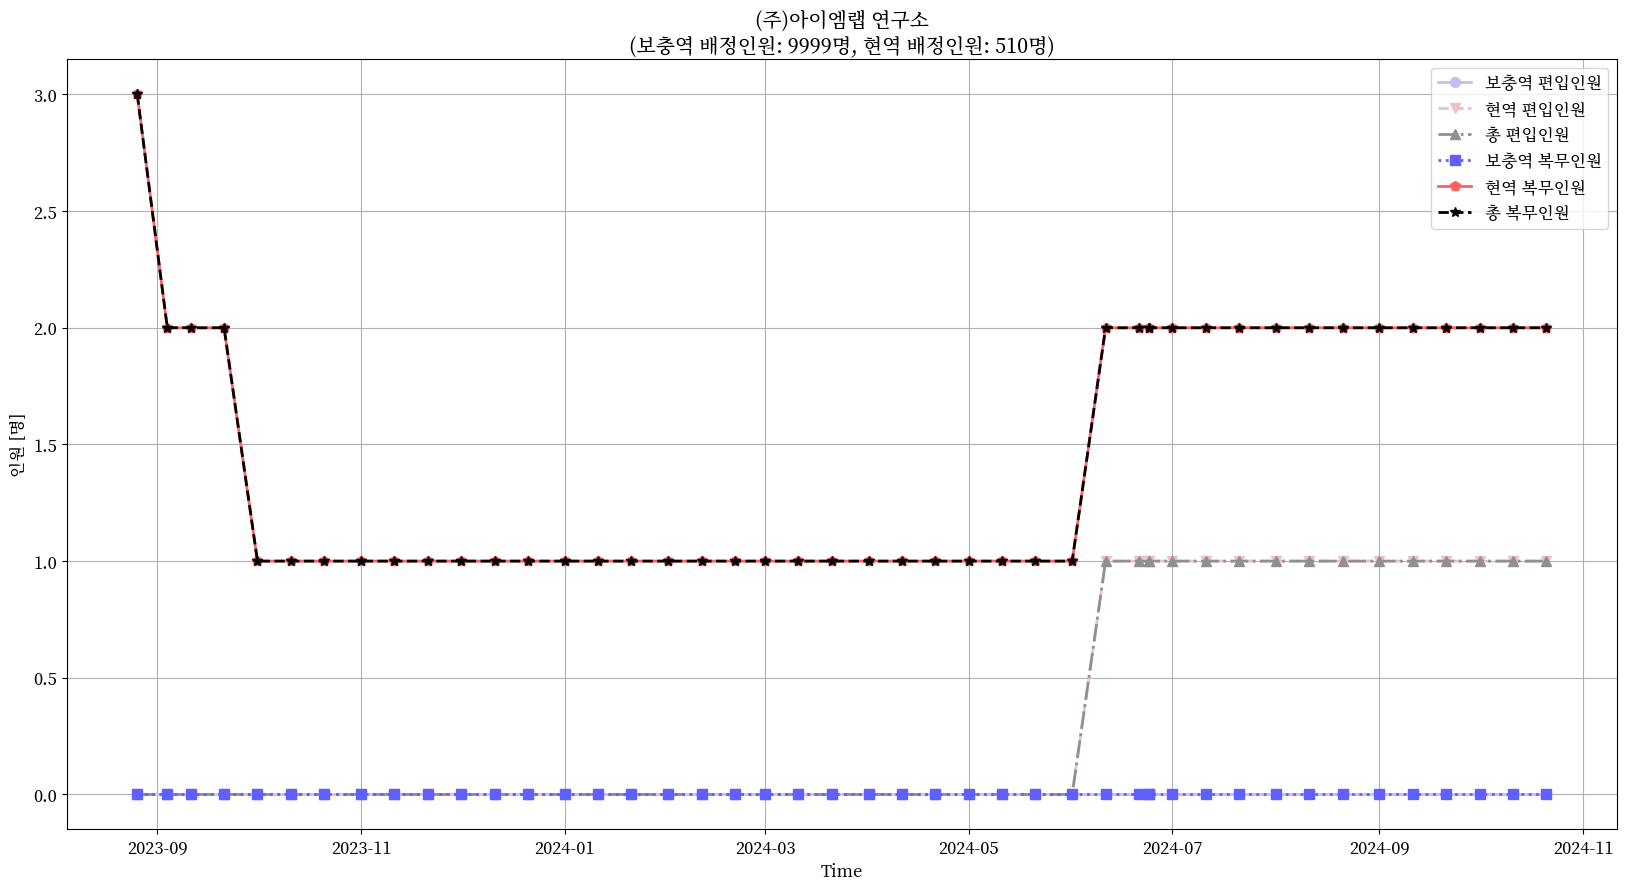 (주)아이엠랩 연구소
(보충역 배정인원: 9999명, 현역 배정인원: 510명)
보충역 편입인원
현역 편입인원
총 편입인원
보충역 복무인원
현역 복무인원
총 복무인원
3.0
2.5
2.0
1.5
1.0
0.5
0.0
인원 [명]
2023-09 2023-11 2024-01 2024-03 2024-05 2024-07 2024-09 2024-11
Time